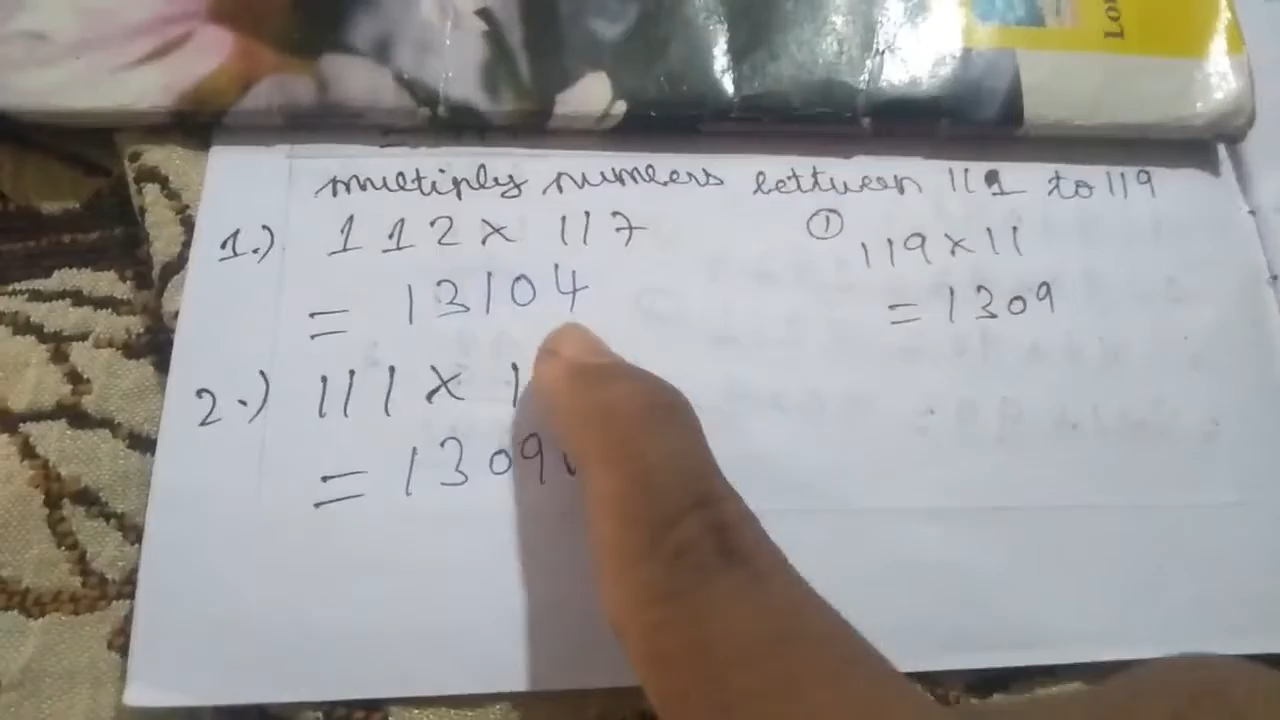 multiply numbers between 111 to 119
1.) 112 x 117
= 13104
2.) 111 x
= 1309
① 119 x 11
= 1309